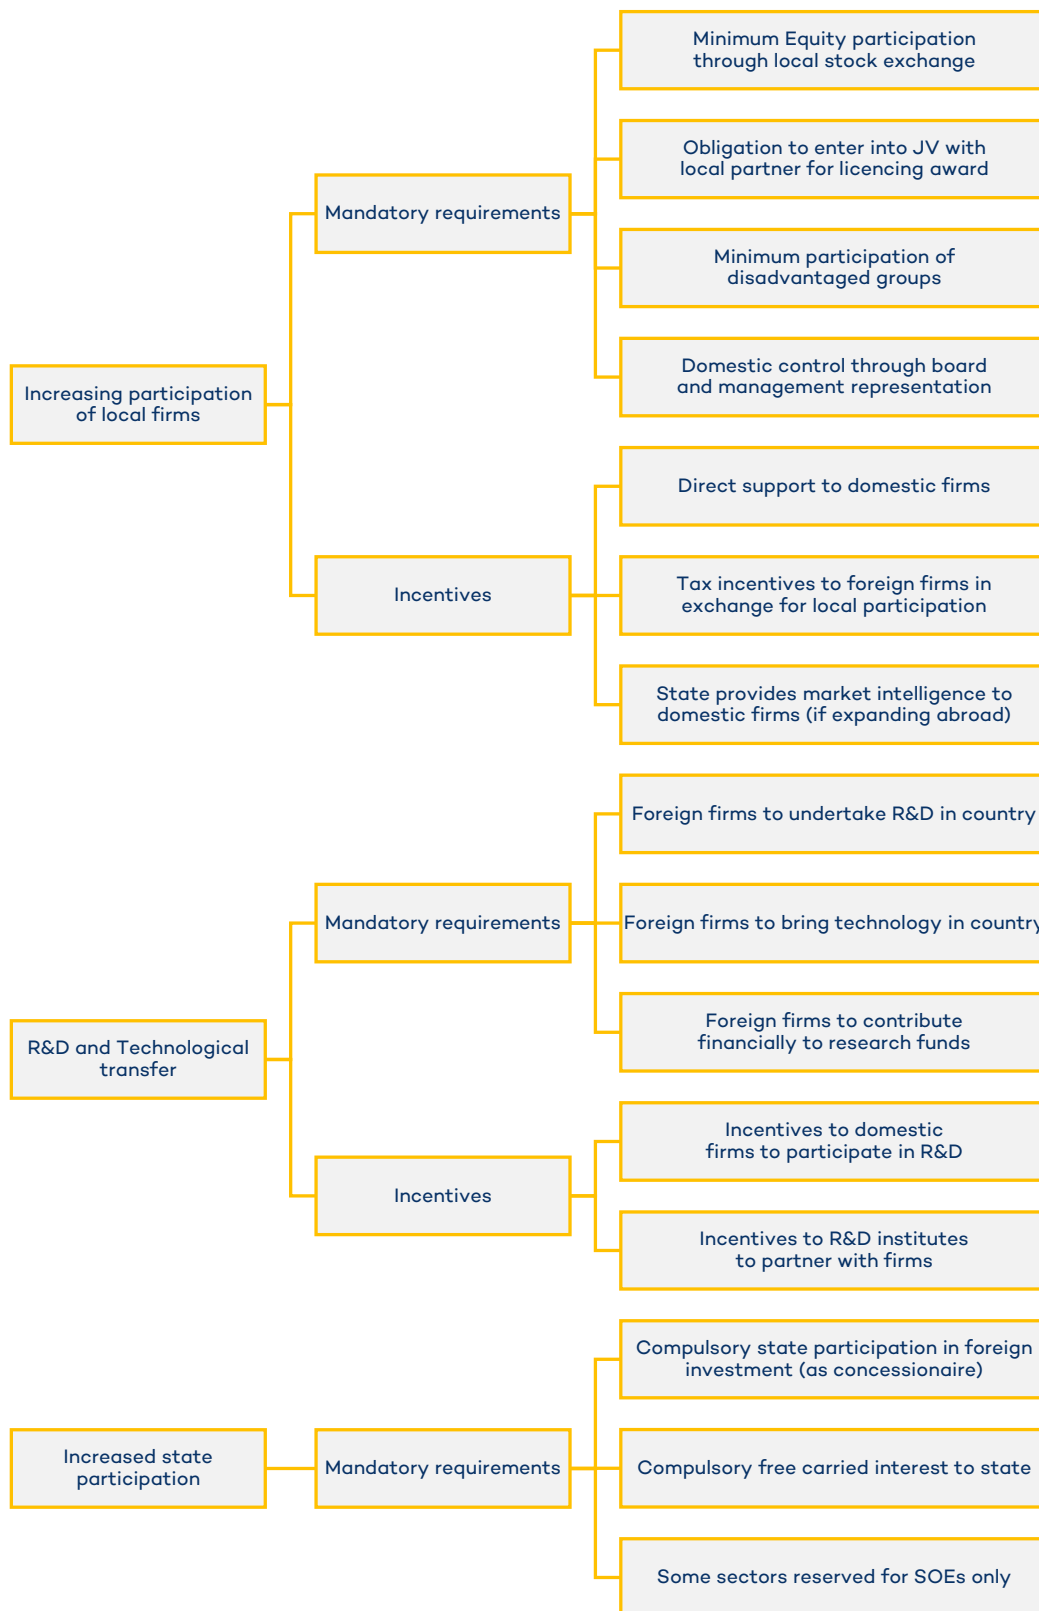 Increasing participation
of local firms
Mandatory requirements
Minimum Equity participation
through local stock exchange
Obligation to enter into JV with
local partner for licencing award
Minimum participation of
disadvantaged groups
Domestic control through board
and management representation
Incentives
Direct support to domestic firms
Tax incentives to foreign firms in
exchange for local participation
State provides market intelligence to
domestic firms (if expanding abroad)
R&D and Technological
transfer
Mandatory requirements
Foreign firms to undertake R&D in country
Foreign firms to bring technology in country
Foreign firms to contribute
financially to research funds
Incentives
Incentives to domestic
firms to participate in R&D
Incentives to R&D institutes
to partner with firms
Increased state
participation
Mandatory requirements
Compulsory state participation in foreign
investment (as concessionaire)
Compulsory free carried interest to state
Some sectors reserved for SOEs only